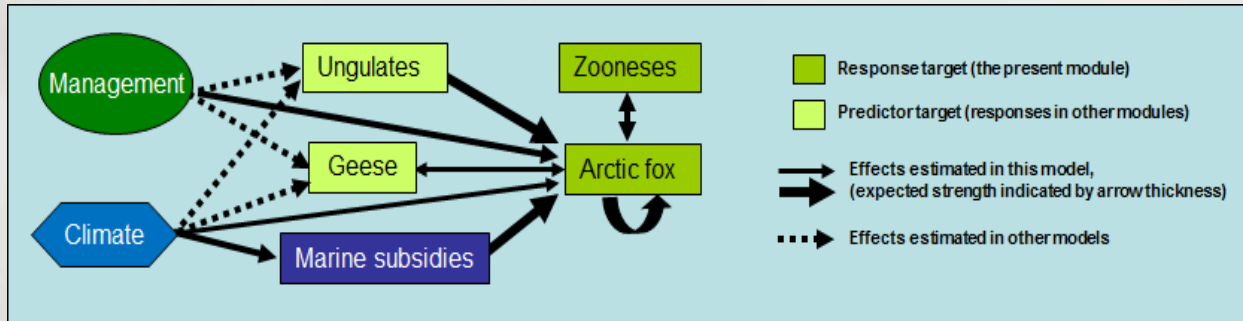 Management
Ungulates
Zooneses
Geese
Arctic fox
Climate
Marine subsidies
Response target (the present module)
Predictor target (responses in other modules)
Effects estimated in this model,
(expected strength indicated by arrow thickness)
Effects estimated in other models